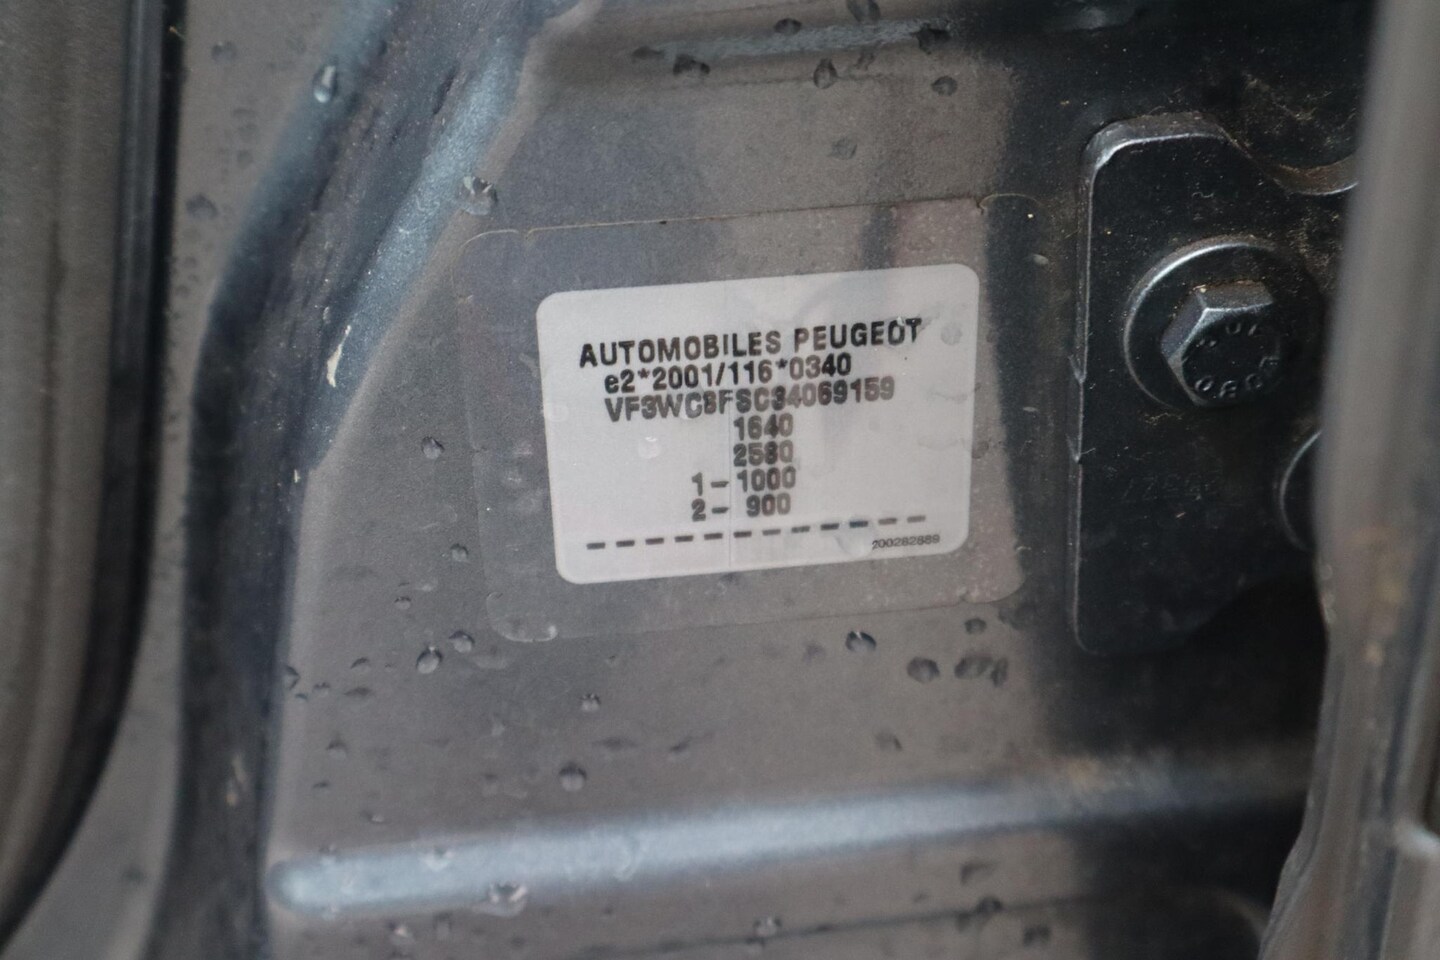 AUTOMOBILES PEUGEOT
e2*2001/116*0340
VF3WC8FSC34069159
1640
2580
1- 1000
2- 900
200282889